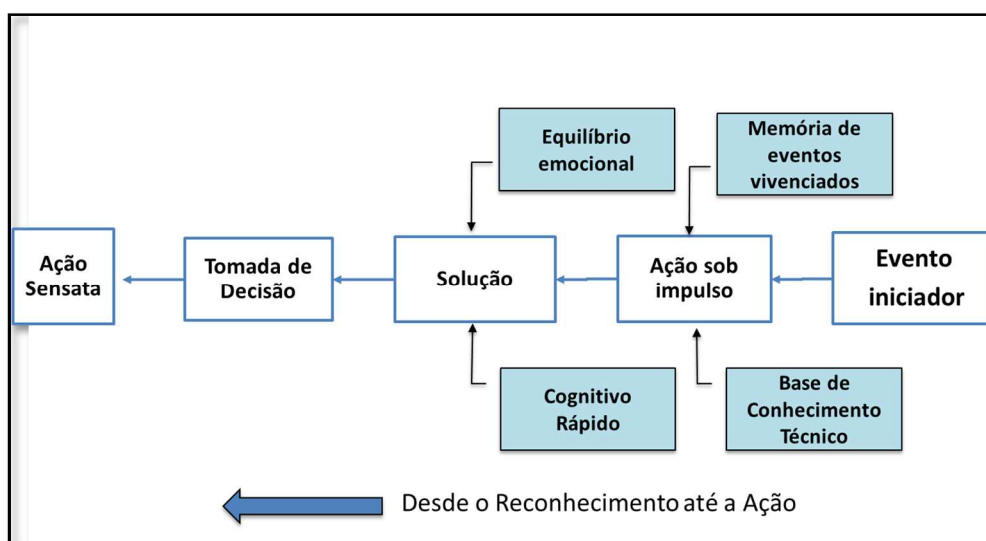 Equilíbrio
emocional
Memória de
eventos
vivenciados
Ação
Sensata
Tomada de
Decisão
Solução
Ação sob
impulso
Evento
iniciador
Cognitivo
Rápido
Base de
Conhecimento
Técnico
Desde o Reconhecimento até a Ação